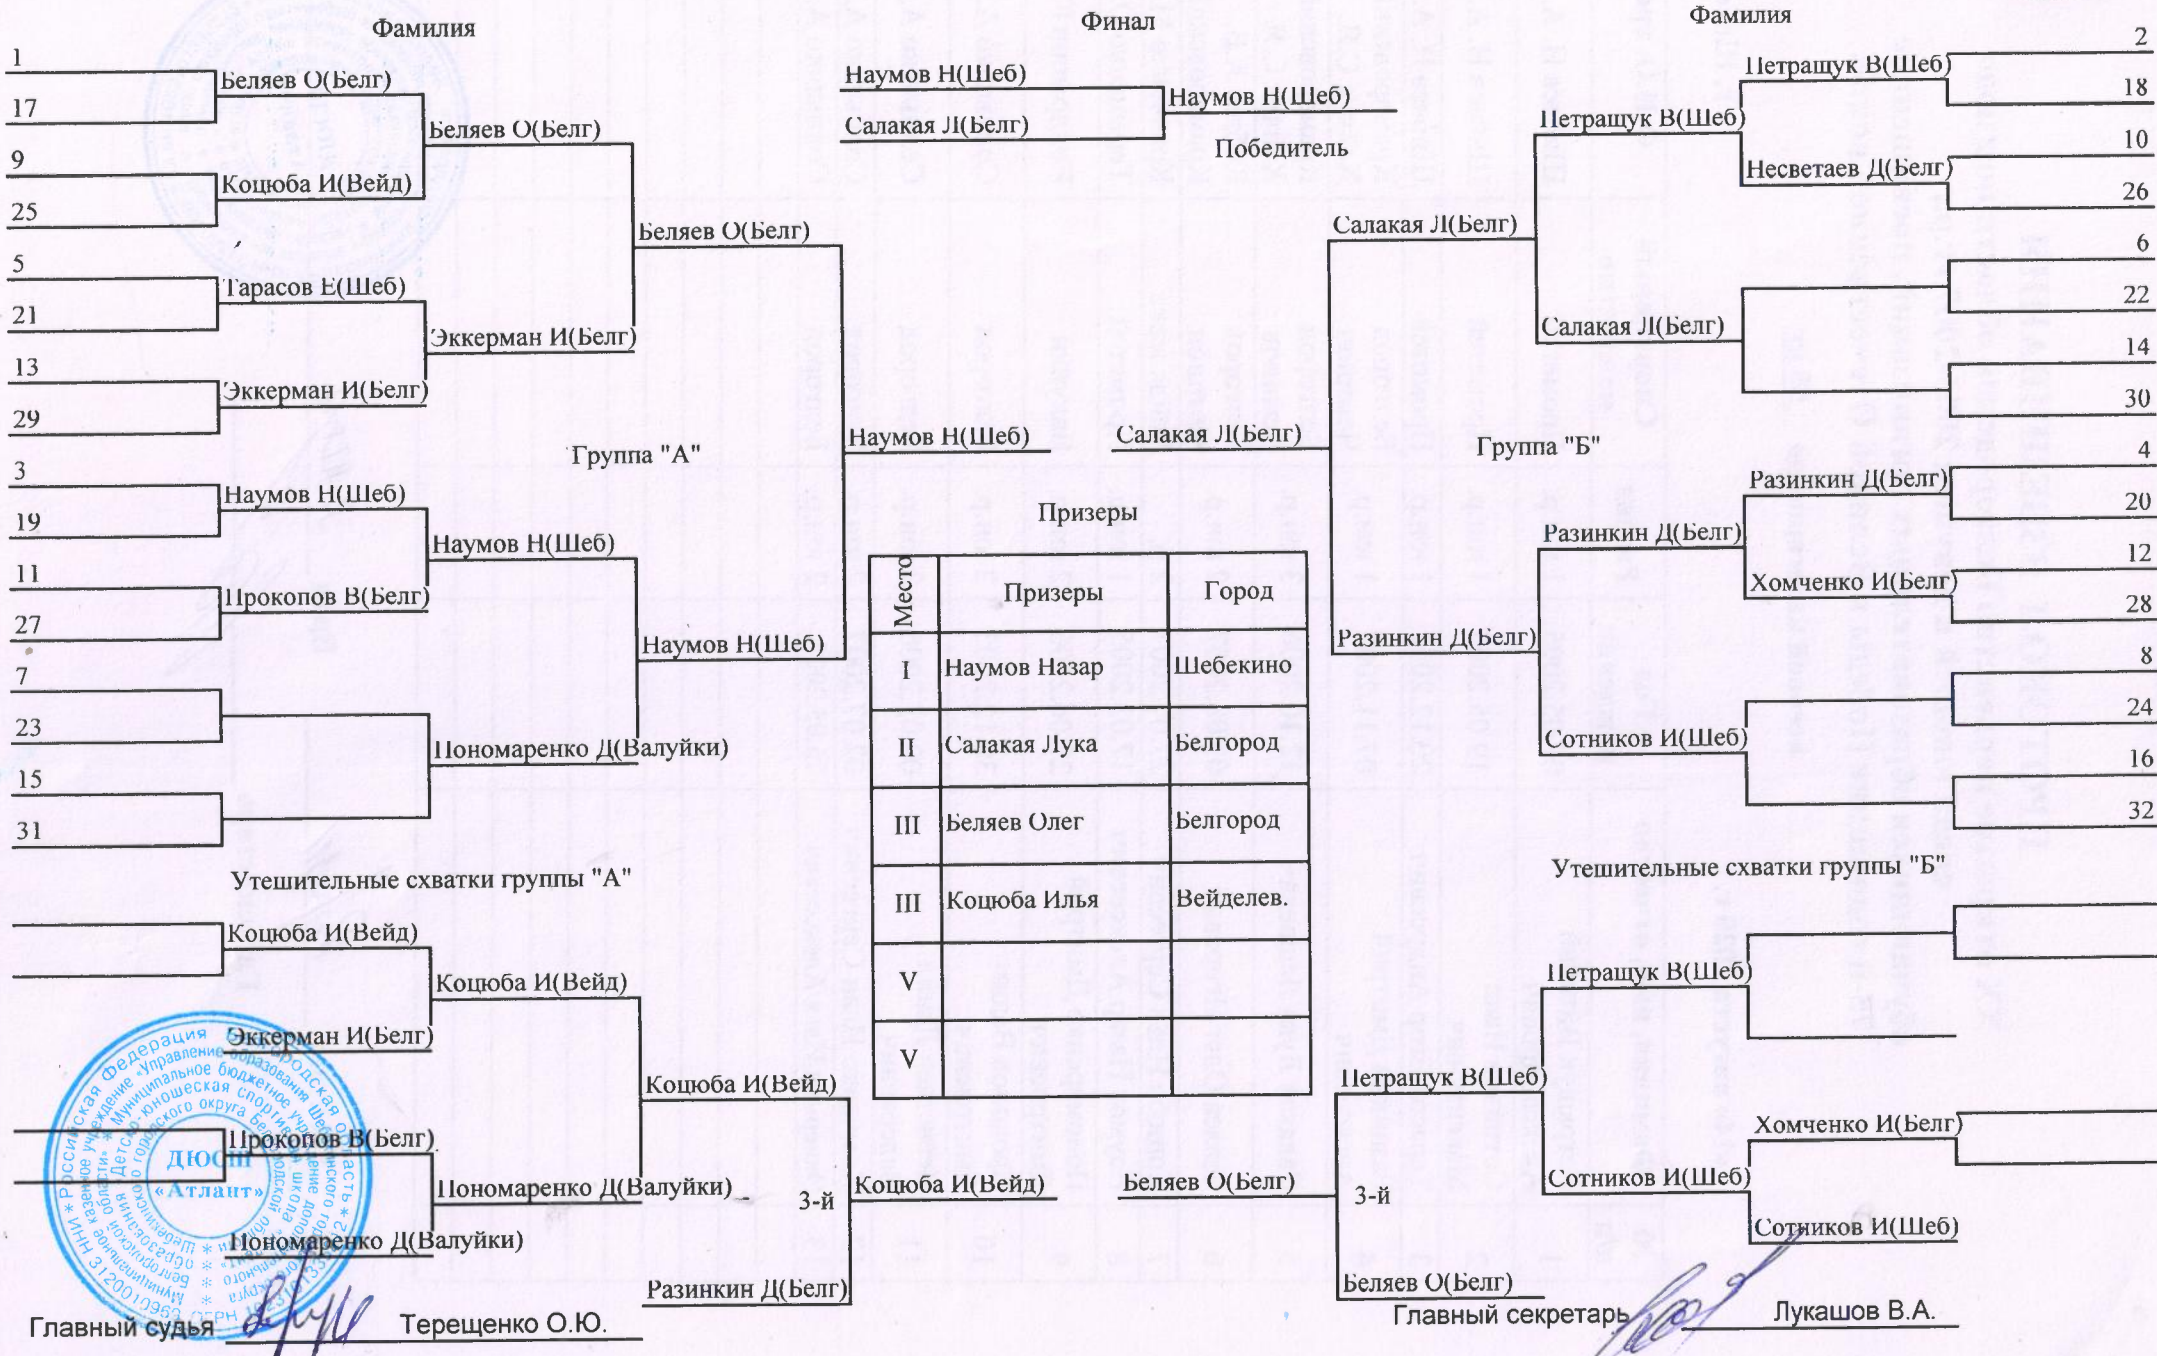 Фамилия
Финал
Фамилия
1
Беляев О(Белг)
17
Беляев О(Белг)
9
Коцюба И(Вейд)
25
Беляев О(Белг)
5
Тарасов Е(Шеб)
21
Эккерман И(Белг)
13
Эккерман И(Белг)
29
Группа "А"
Наумов Н(Шеб)
3
Наумов Н(Шеб)
19
Наумов Н(Шеб)
11
Прокопов В(Белг)
27
Наумов Н(Шеб)
7
23
Пономаренко Д(Валуйки)
15
31
Наумов Н(Шеб)
Наумов Н(Шеб)
Салакая Л(Белг)
Победитель
2
Петращук В(Шеб)
18
Петращук В(Шеб)
10
Несветаев Д(Белг)
26
Салакая Л(Белг)
6
22
Салакая Л(Белг)
14
30
Салакая Л(Белг)
Группа "Б"
4
Разинкин Д(Белг)
20
Разинкин Д(Белг)
12
Хомченко И(Белг)
28
Разинкин Д(Белг)
8
24
Сотников И(Шеб)
16
32
Призеры
Место Призеры Город
I Наумов Назар Шебекино
II Салакая Лука Белгород
III Беляев Олег Белгород
III Коцюба Илья Вейделев.
V
V
Утешительные схватки группы "А"
Коцюба И(Вейд)
Коцюба И(Вейд)
Эккерман И(Белг)
Коцюба И(Вейд)
Прокопов В(Белг)
Пономаренко Д(Валуйки)
Пономаренко Д(Валуйки)
3-й
Коцюба И(Вейд)
Разинкин Д(Белг)
Утешительные схватки группы "Б"
Петращук В(Шеб)
Петращук В(Шеб)
Хомченко И(Белг)
Сотников И(Шеб)
Сотников И(Шеб)
Беляев О(Белг)
3-й
Беляев О(Белг)
Российская Федерация Белгородская область
ДЮСШ
«Атлант»
Главный судья Терещенко О.Ю.
Главный секретарь Лукашов В.А.